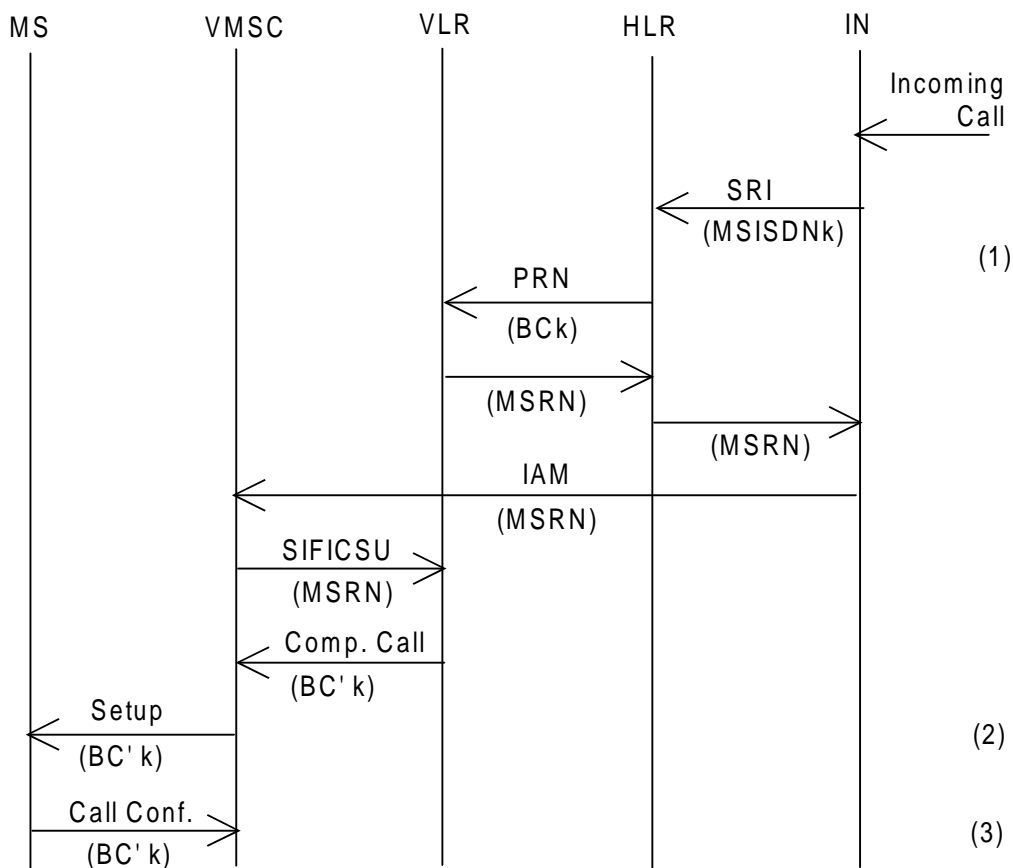 MS VMSC VLR HLR IN
Incoming
Call
SRI
(MSISDNk)
(1)
PRN
(BCk)
(MSRN)
(MSRN)
IAM
(MSRN)
SIFICSU
(MSRN)
Comp. Call
(BC'k)
Setup
(2)
(BC'k)
Call Conf.
(3)
(BC'k)